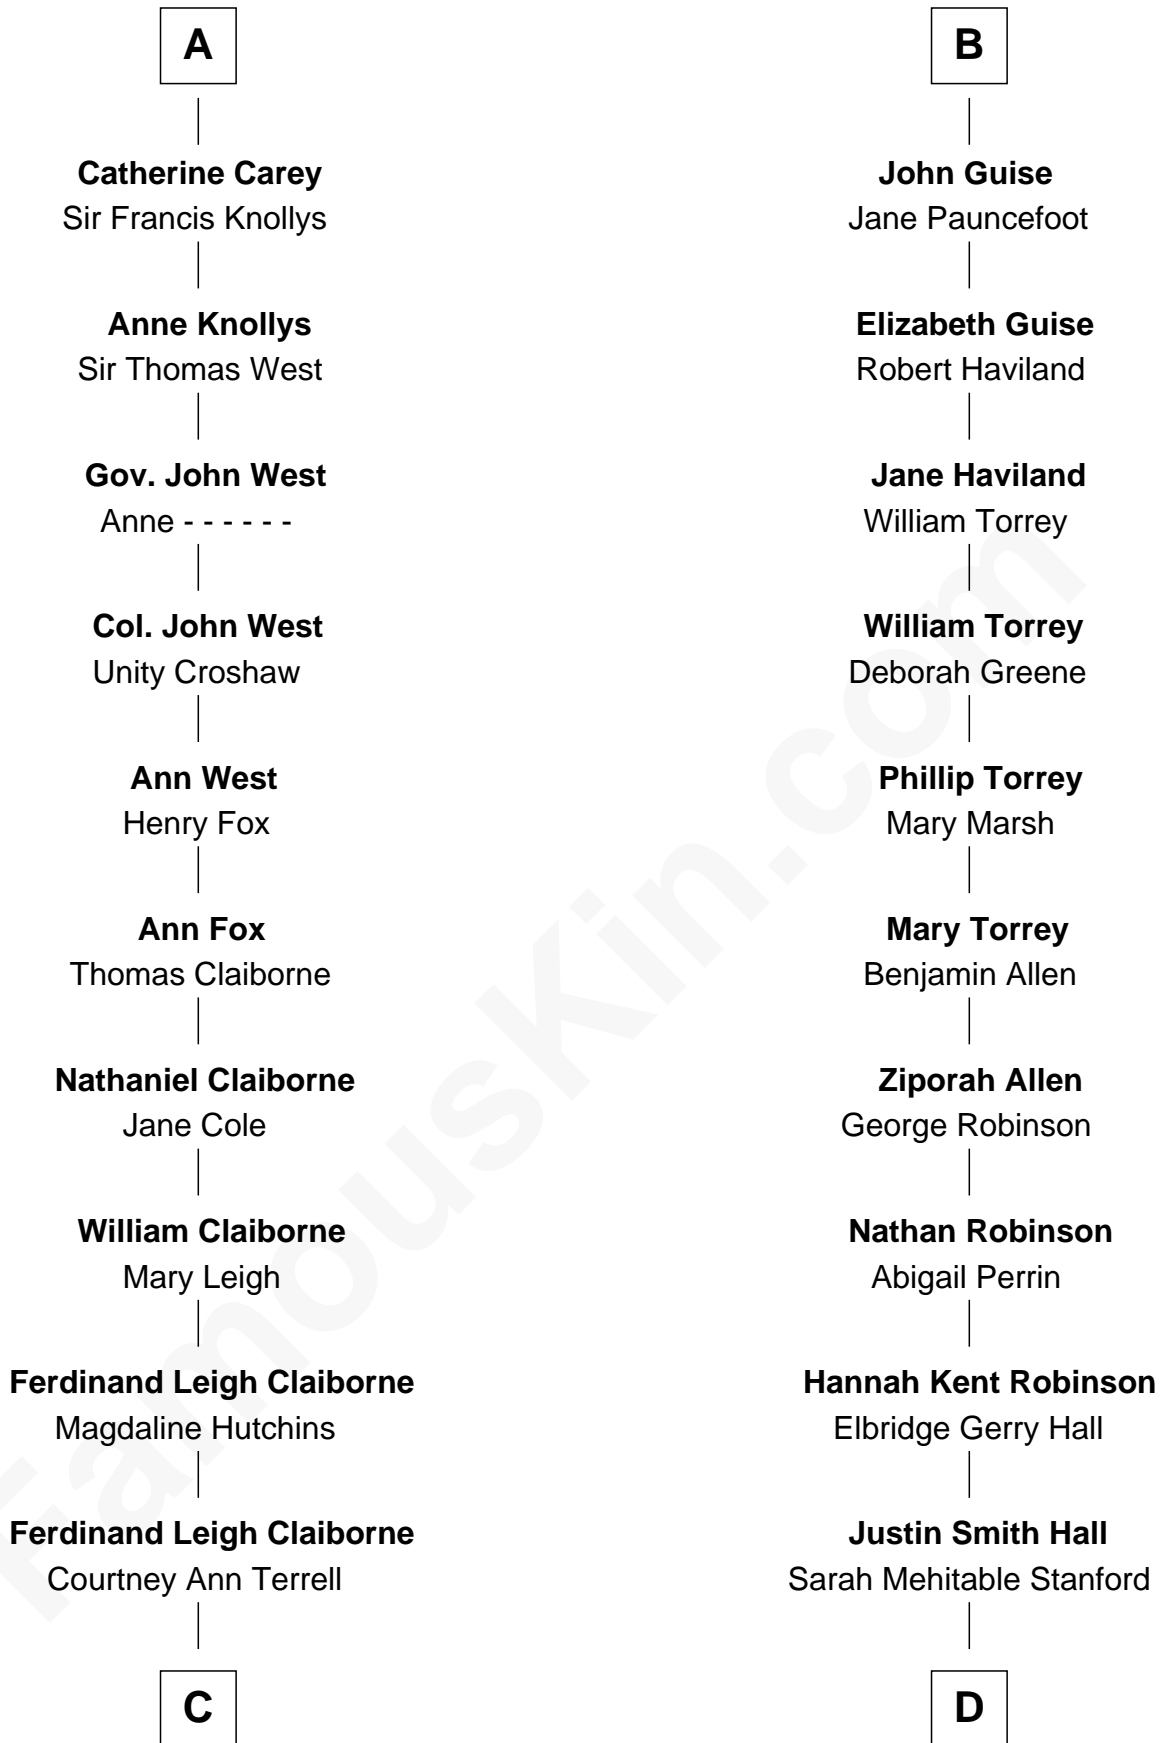 A
Catherine Carey
Sir Francis Knollys
Anne Knollys
Sir Thomas West
Gov. John West
Anne - - - - - -
Col. John West
Unity Croshaw
Ann West
Henry Fox
Ann Fox
Thomas Claiborne
Nathaniel Claiborne
Jane Cole
William Claiborne
Mary Leigh
Ferdinand Leigh Claiborne
Magdaline Hutchins
Ferdinand Leigh Claiborne
Courtney Ann Terrell
C
B
John Guise
Jane Pauncefoot
Elizabeth Guise
Robert Haviland
Jane Haviland
William Torrey
William Torrey
Deborah Greene
Phillip Torrey
Mary Marsh
Mary Torrey
Benjamin Allen
Ziporah Allen
George Robinson
Nathan Robinson
Abigail Perrin
Hannah Kent Robinson
Elbridge Gerry Hall
Justin Smith Hall
Sarah Mehitable Stanford
D
FamousKin.com